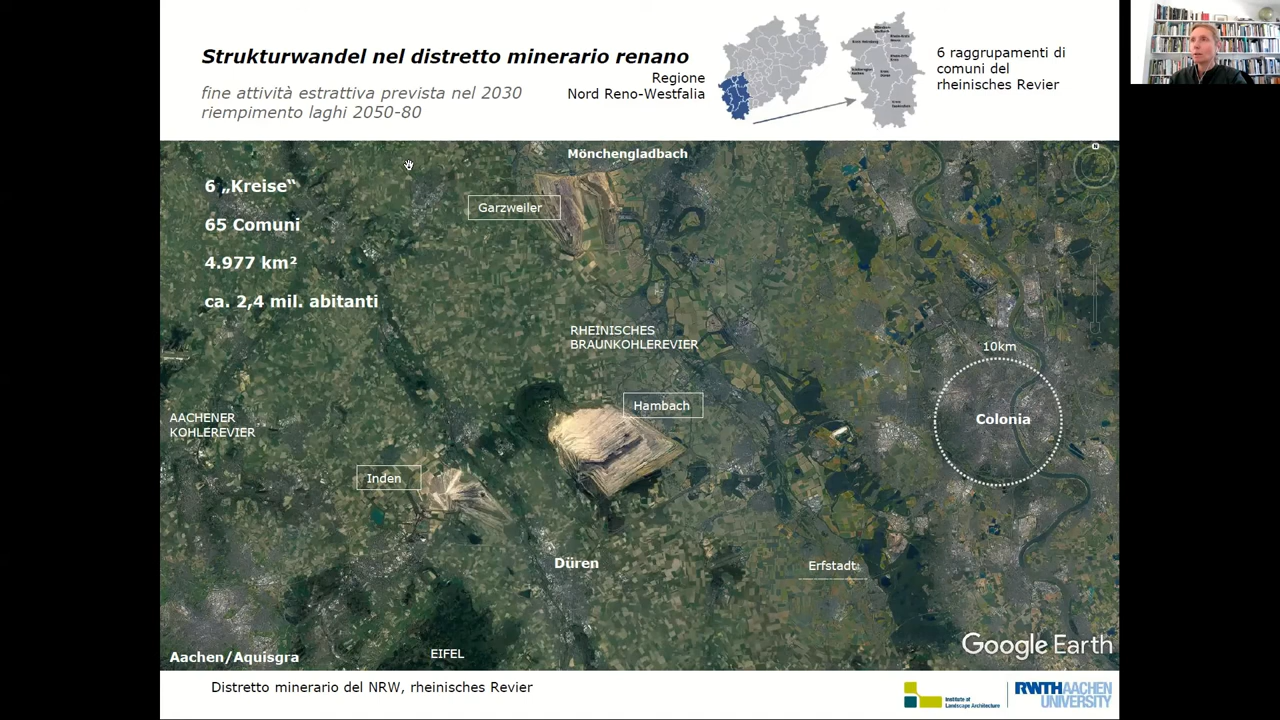 Strukturwandel nel distretto minerario renano
fine attività estrattiva prevista nel 2030
riempimento laghi 2050-80
Regione
Nord Reno-Westfalia
6 raggrupamenti di
comuni del
rheinisches Revier
6 „Kreise“
65 Comuni
4.977 km²
ca. 2,4 mil. abitanti
Mönchengladbach
Garzweiler
RHEINISCHES
BRAUNKOHLEREVIER
10km
Colonia
Hambach
AACHENER
KOHLEREVIER
Inden
Düren
Erfstadt
EIFEL
Aachen/Aquisgra
Google Earth
Distretto minerario del NRW, rheinisches Revier
Institute of
Landscape Architecture
RWTH AACHEN
UNIVERSITY